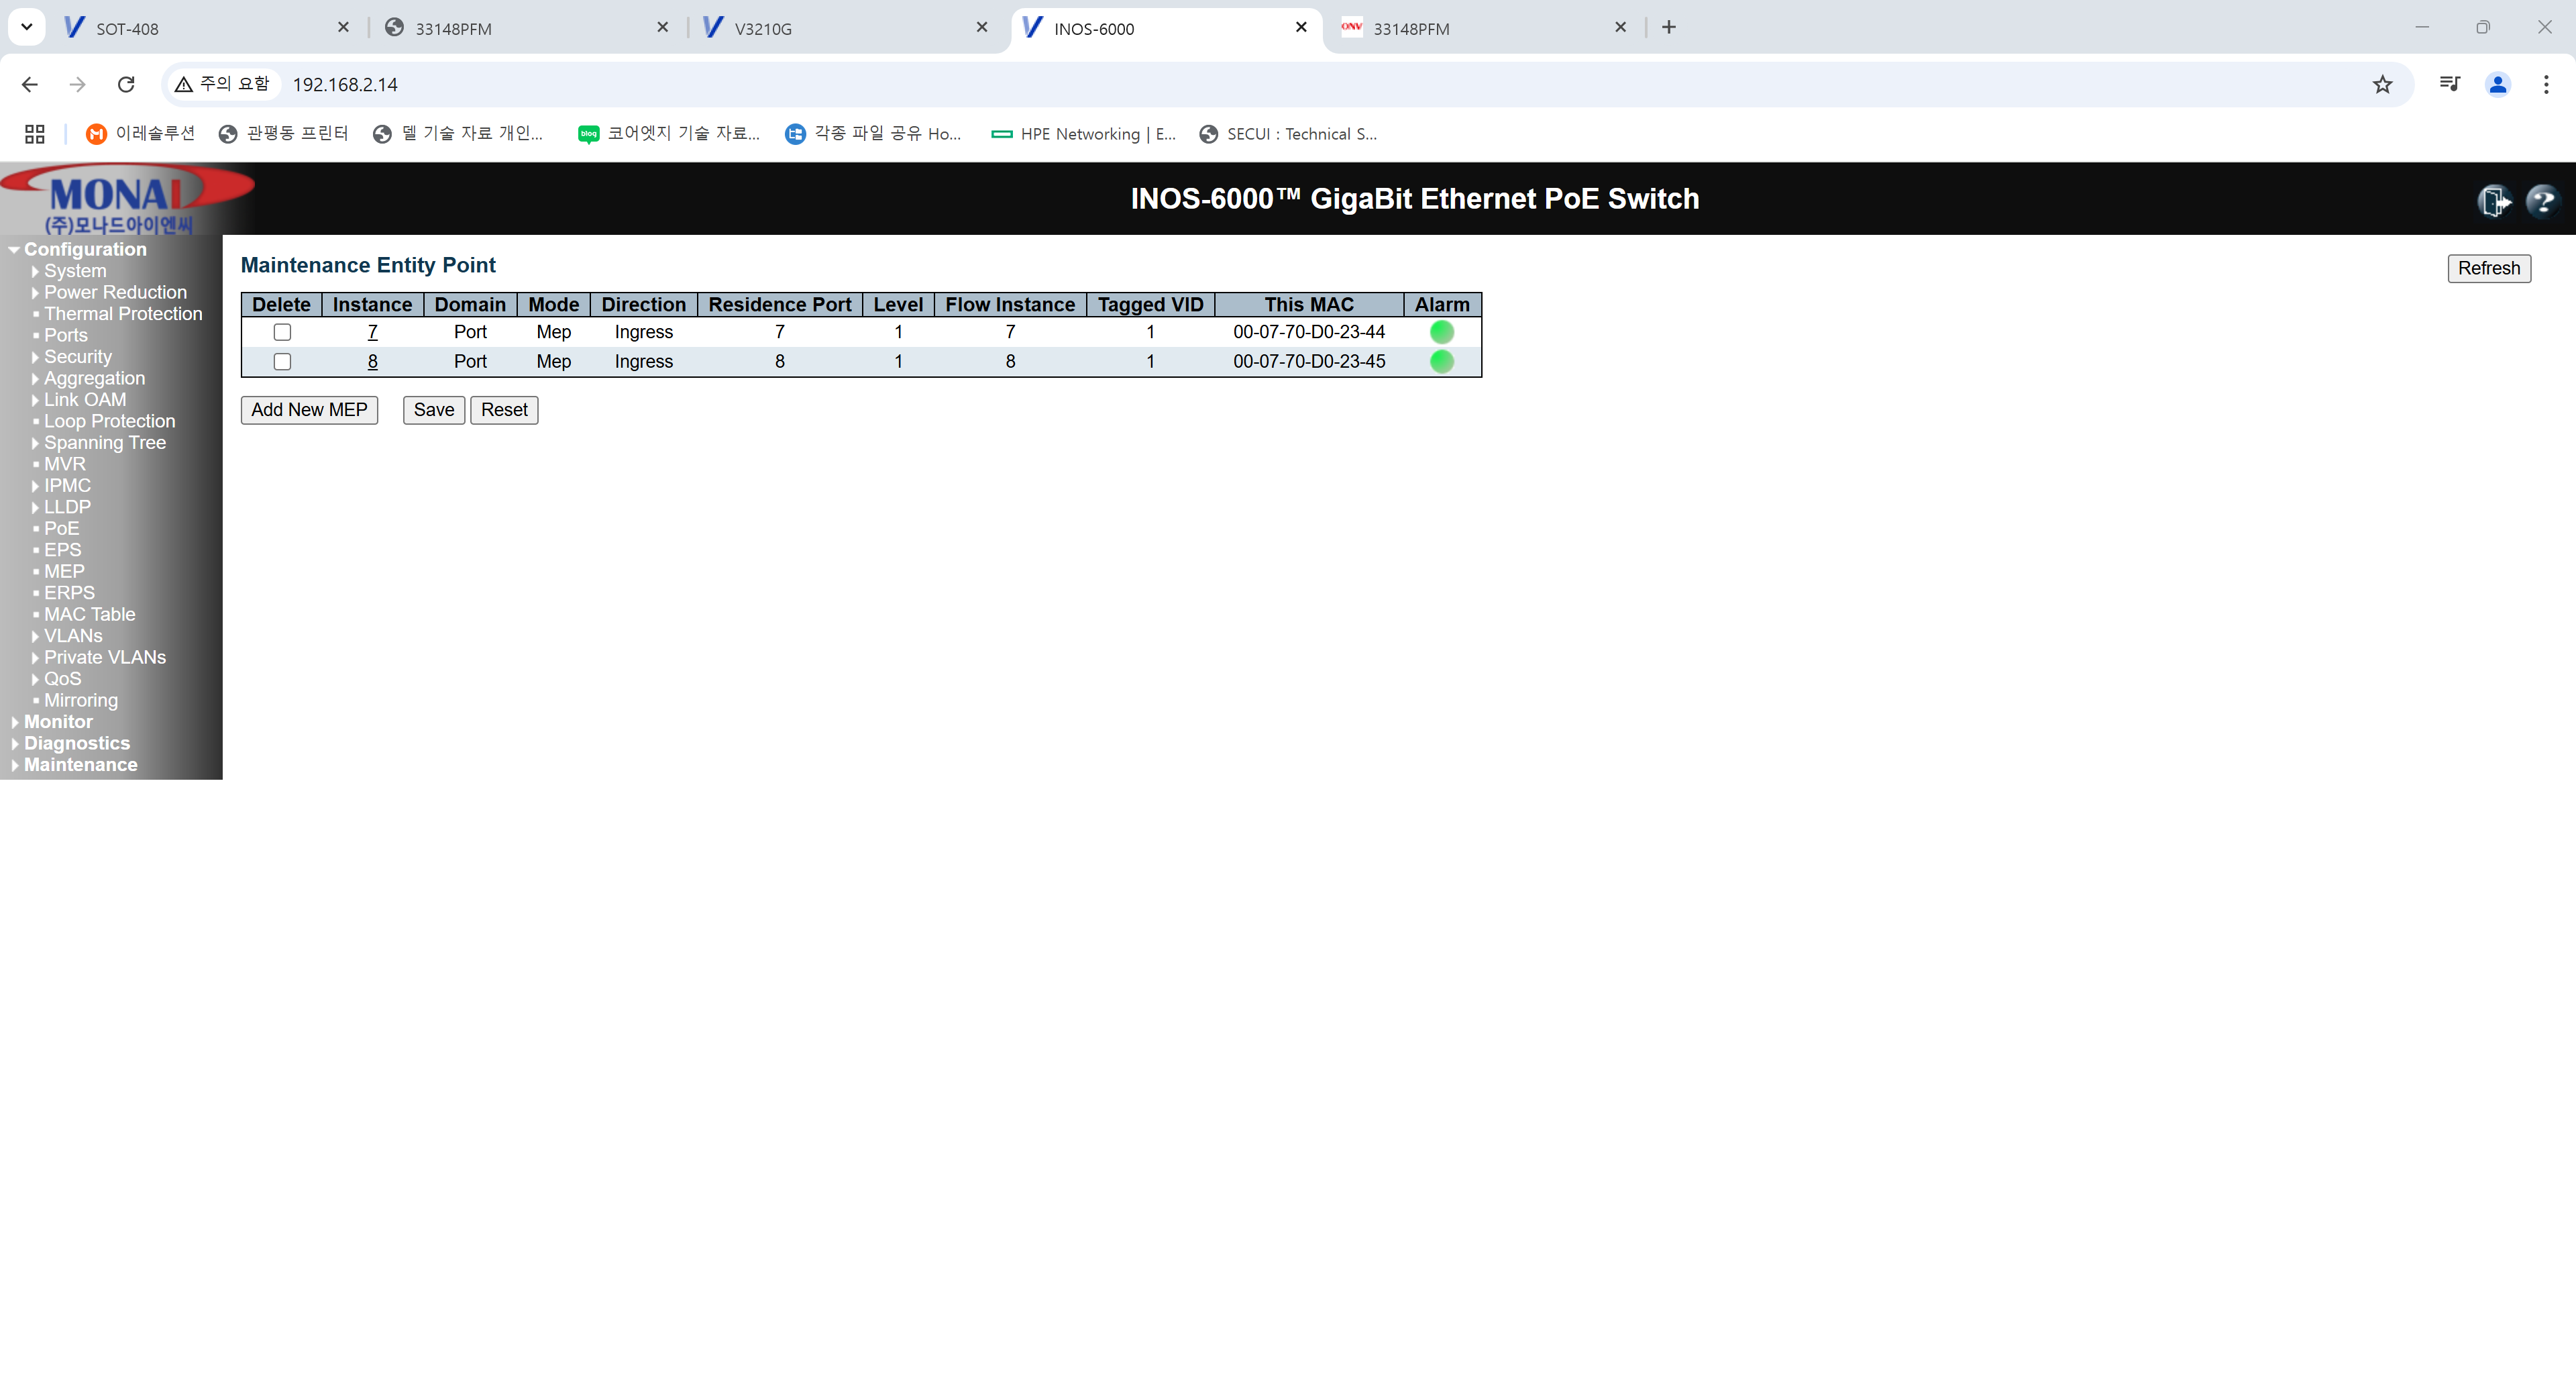 SOT-408
33148PFM
V3210G
INOS-6000
ONV 33148PFM
주의 요함 192.168.2.14
이레솔루션
관평동 프린터
델 기술 자료 개인...
blog 코어엣지 기술 자료...
각종 파일 공유 Ho...
HPE Networking | E...
SECUI : Technical S...
MONAD
(주)모나드아이엔씨
INOS-6000™ GigaBit Ethernet PoE Switch
Configuration
System
Power Reduction
Thermal Protection
Ports
Security
Aggregation
Link OAM
Loop Protection
Spanning Tree
MVR
IPMC
LLDP
PoE
EPS
MEP
ERPS
MAC Table
VLANs
Private VLANs
QoS
Mirroring
Monitor
Diagnostics
Maintenance
Maintenance Entity Point
Refresh
Delete Instance Domain Mode Direction Residence Port Level Flow Instance Tagged VID This MAC Alarm
7 Port Mep Ingress 7 1 7 1 00-07-70-D0-23-44
8 Port Mep Ingress 8 1 8 1 00-07-70-D0-23-45
Add New MEP Save Reset